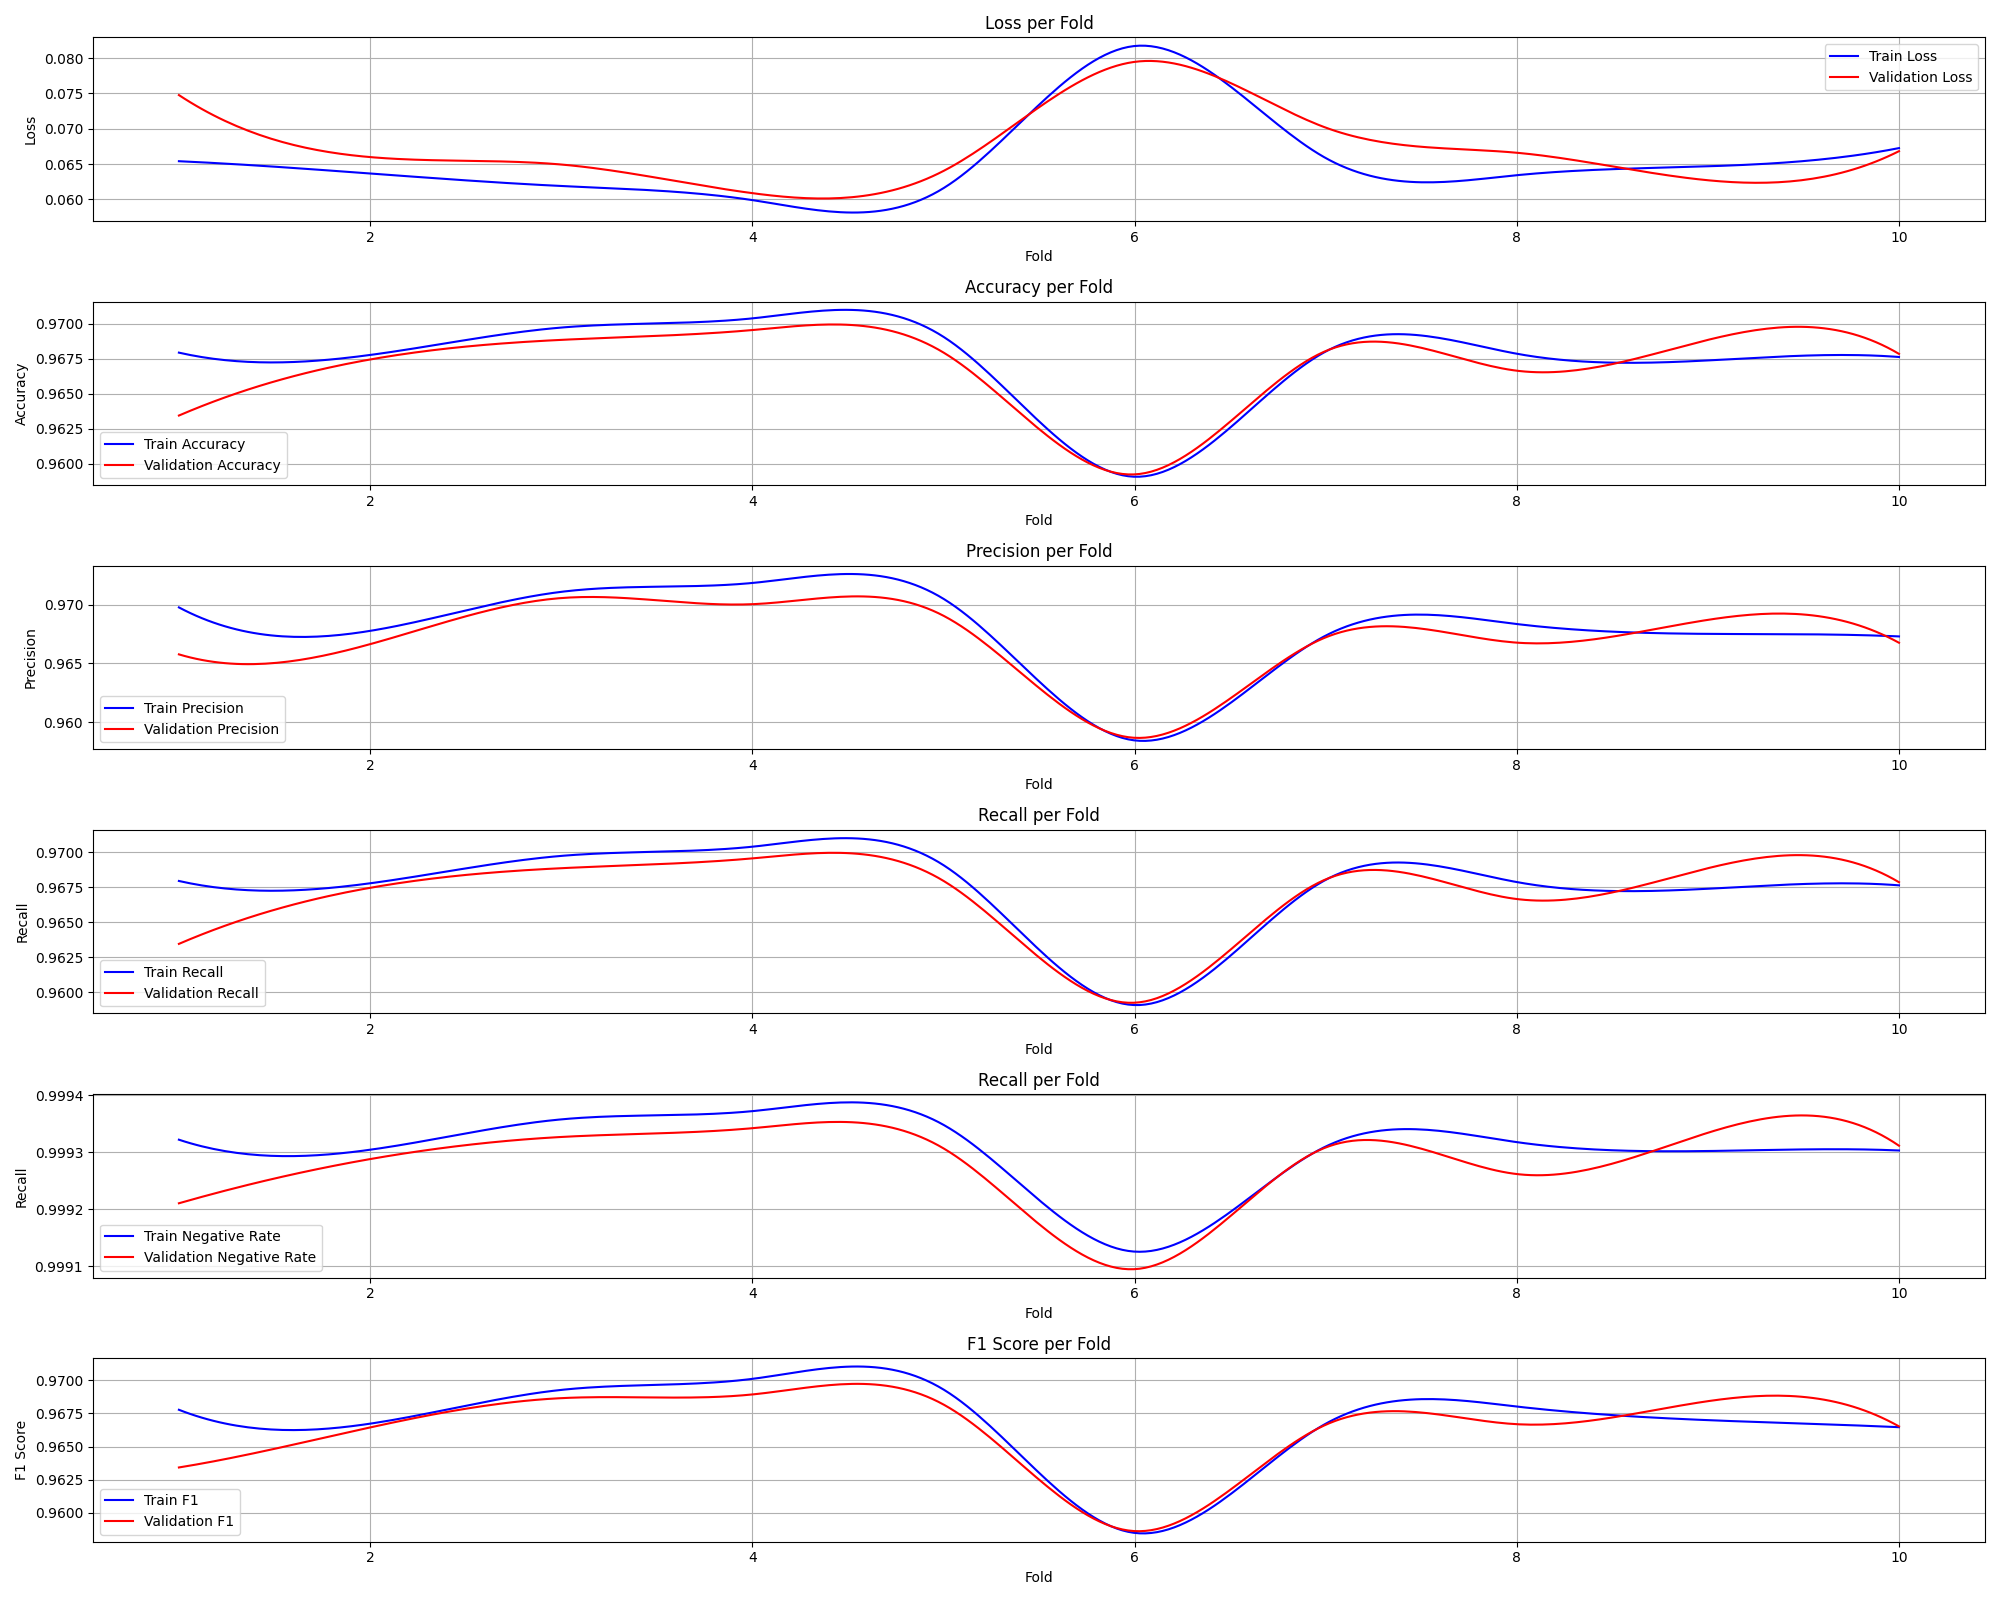 Loss per Fold
0.080
0.075
0.070
0.065
0.060
Loss
Train Loss
Validation Loss
2 4 6 8 10
Fold
Accuracy per Fold
0.9700
0.9675
0.9650
0.9625
0.9600
Accuracy
Train Accuracy
Validation Accuracy
2 4 6 8 10
Fold
Precision per Fold
0.970
0.965
0.960
Precision
Train Precision
Validation Precision
2 4 6 8 10
Fold
Recall per Fold
0.9700
0.9675
0.9650
0.9625
0.9600
Recall
Train Recall
Validation Recall
2 4 6 8 10
Fold
Recall per Fold
0.9994
0.9993
0.9992
0.9991
Recall
Train Negative Rate
Validation Negative Rate
2 4 6 8 10
Fold
F1 Score per Fold
0.9700
0.9675
0.9650
0.9625
0.9600
F1 Score
Train F1
Validation F1
2 4 6 8 10
Fold